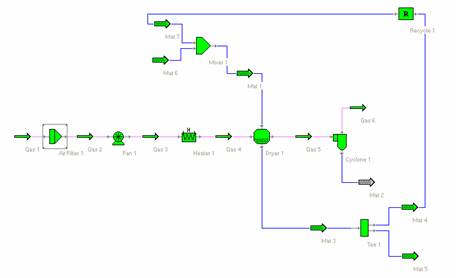 R
Recycle 1
Mat 7
Mixer 1
Mat 6
Mat 1
Gas 6
H
Gas 1
Air Filter 1
Gas 2
Fan 1
Gas 3
Heater 1
Gas 4
Dryer 1
Gas 5
Cyclone 1
Mat 2
Mat 4
Mat 3
Tee 1
Mat 5